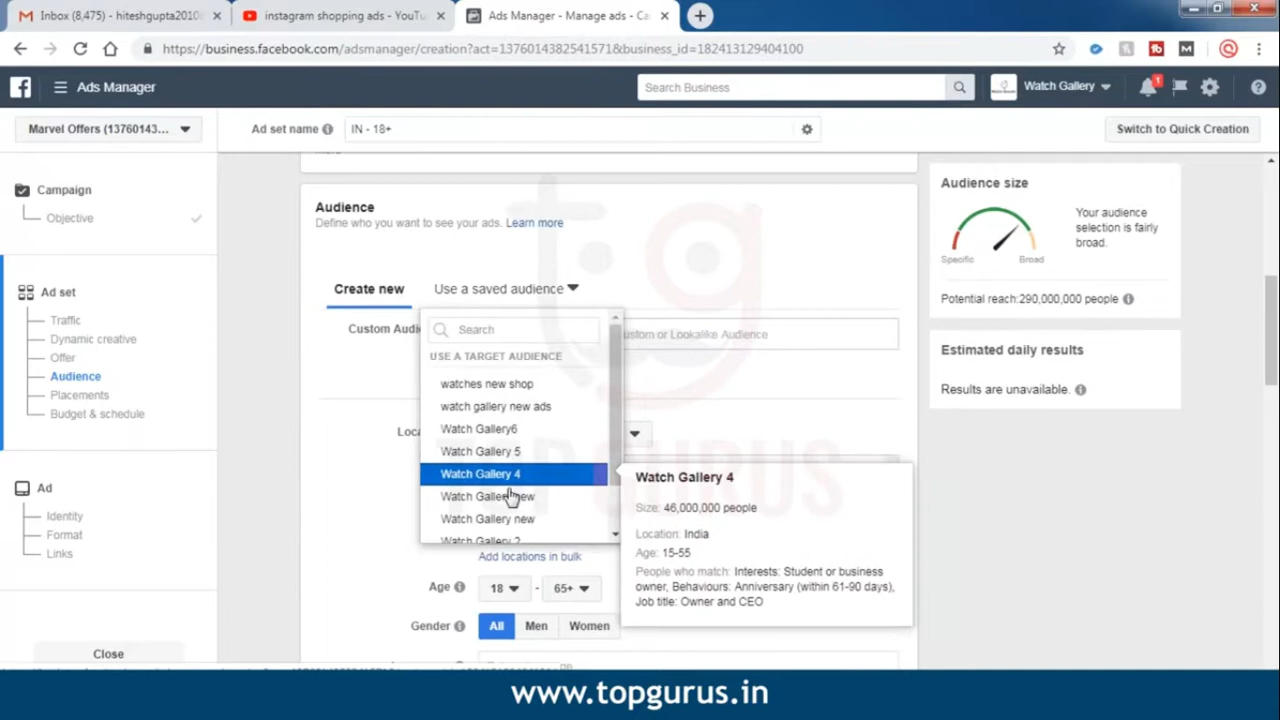 Inbox (8,475) - hiteshgupta2010
instagram shopping ads - YouTu
Ads Manager - Manage ads - Ca
https://business.facebook.com/adsmanager/creation?act=1376014382541571&business_id=182413129404100
Ads Manager
Search Business
Watch Gallery
1
Marvel Offers (13760143...
Ad set name
IN - 18+
Switch to Quick Creation
Campaign
Objective
Ad set
Traffic
Dynamic creative
Offer
Audience
Placements
Budget & schedule
Ad
Identity
Format
Links
Close
Audience
Define who you want to see your ads. Learn more
Create new
Use a saved audience
Custom Audi
ustom or Lookalike Audience
Search
USE A TARGET AUDIENCE
watches new shop
watch gallery new ads
Watch Gallery6
Watch Gallery 5
Watch Gallery 4
Watch Gallery new
Watch Gallery new
Watch Gallery 2
Loca
Watch Gallery 4
Size: 46,000,000 people
Location: India
Age: 15-55
People who match: Interests: Student or business
owner, Behaviours: Anniversary (within 61-90 days),
Job title: Owner and CEO
Add locations in bulk
Age
18
-
65+
Gender
All
Men
Women
Audience size
Your audience
selection is fairly
broad.
Specific
Broad
Potential reach:290,000,000 people
Estimated daily results
Results are unavailable.
tg
TOP GURUS
www.topgurus.in